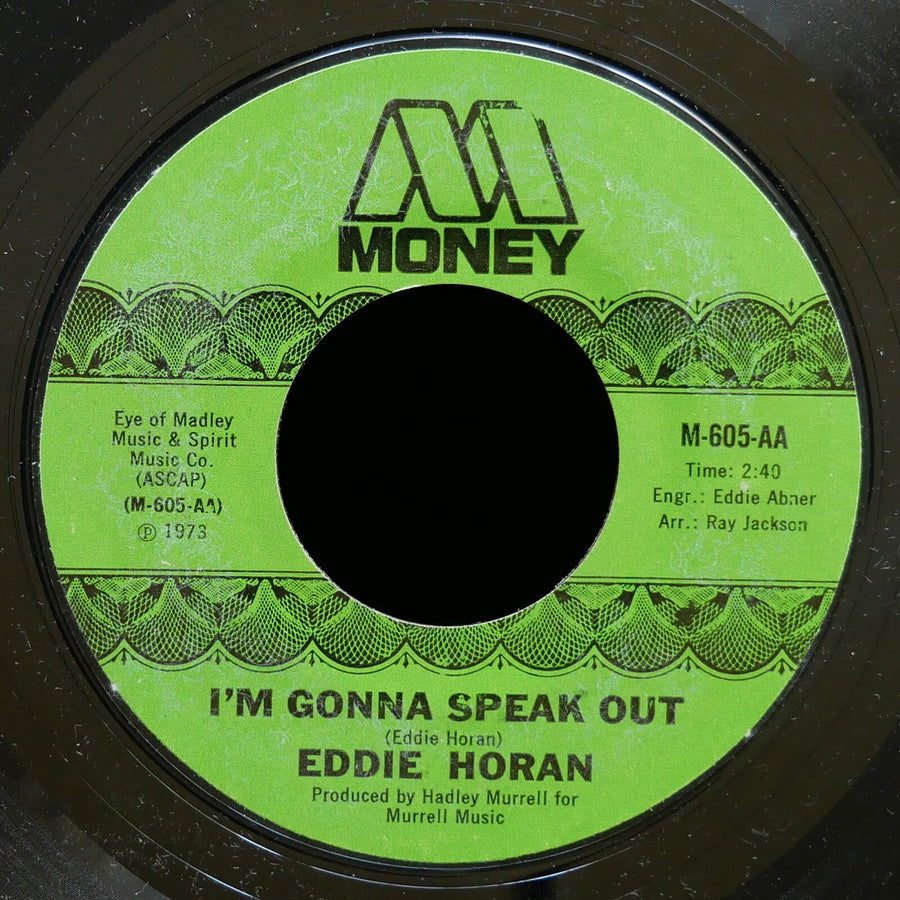 M
MONEY
Eye of Madley
Music & Spirit
Music Co.
(ASCAP)
(M-605-AA)
℗ 1973
M-605-AA
Time: 2:40
Engr.: Eddie Abner
Arr.: Ray Jackson
I'M GONNA SPEAK OUT
(Eddie Horan)
EDDIE HORAN
Produced by Hadley Murrell for
Murrell Music